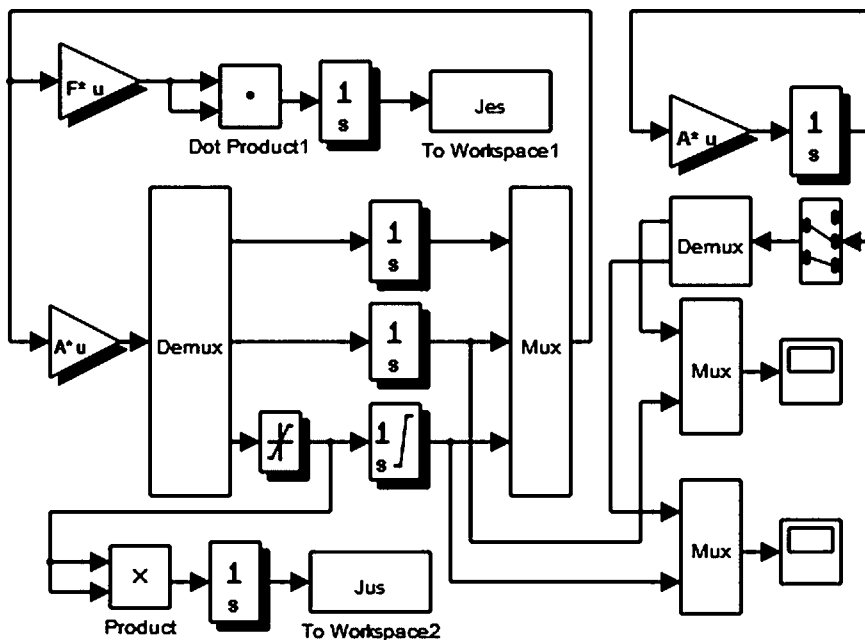 F* u
1
s
Jes
Dot Product1
To Workspace1
A* u
1
s
Demux
1
s
Mux
Demux
A* u
1
s
Mux
1
s
×
1
s
Jus
Mux
Product
To Workspace2